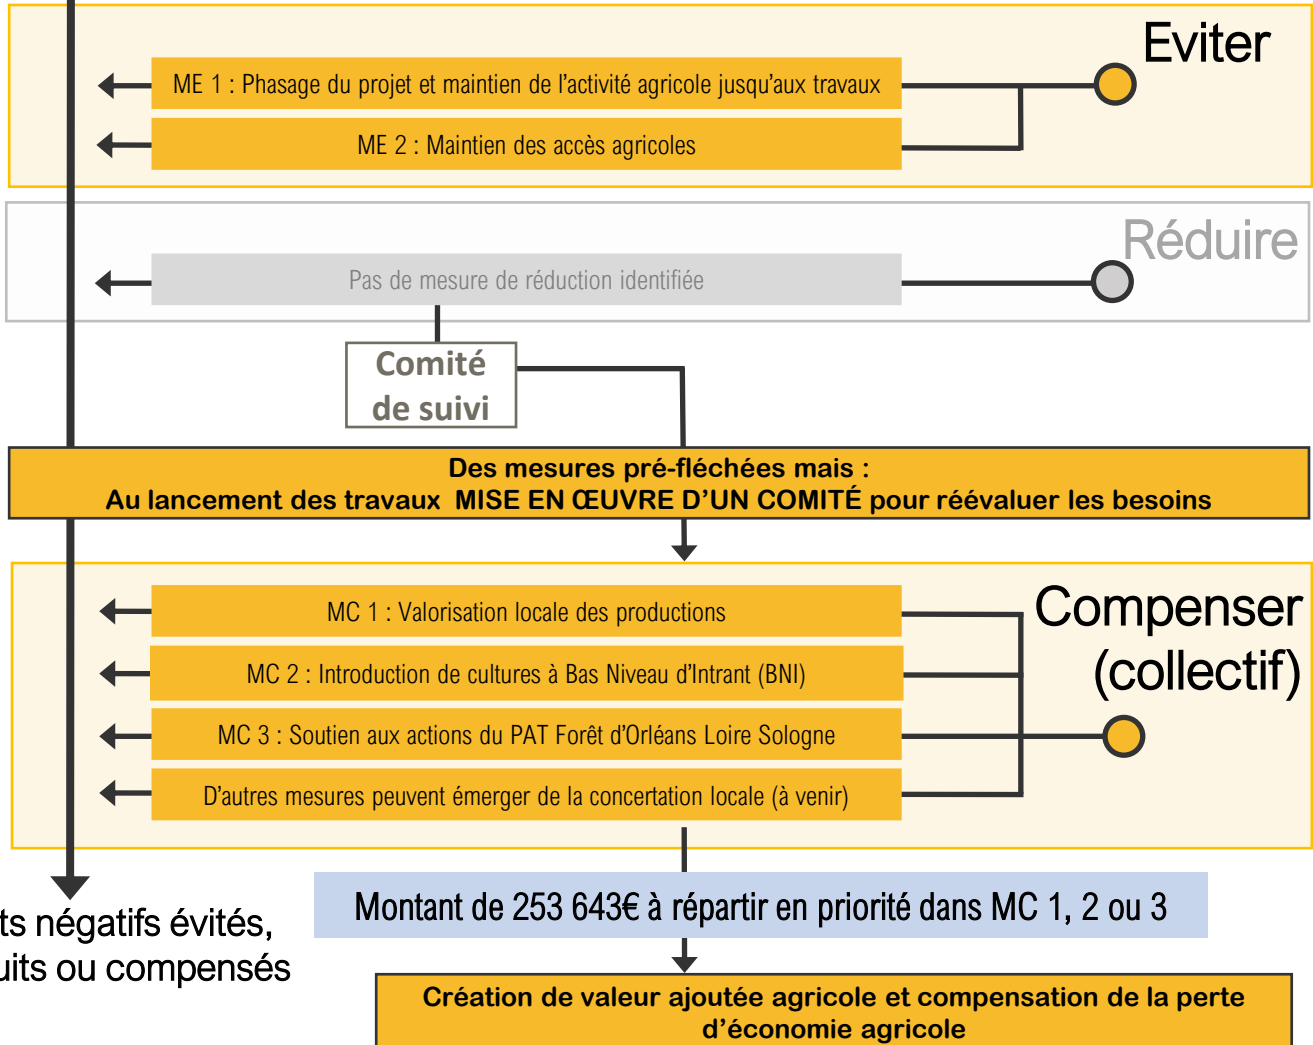 Eviter
ME 1 : Phasage du projet et maintien de l'activité agricole jusqu'aux travaux
ME 2 : Maintien des accès agricoles
Réduire
Pas de mesure de réduction identifiée
Comité
de suivi
Des mesures pré-fléchées mais :
Au lancement des travaux MISE EN ŒUVRE D'UN COMITÉ pour réévaluer les besoins
Compenser
(collectif)
MC 1 : Valorisation locale des productions
MC 2 : Introduction de cultures à Bas Niveau d'Intrant (BNI)
MC 3 : Soutien aux actions du PAT Forêt d'Orléans Loire Sologne
D'autres mesures peuvent émerger de la concertation locale (à venir)
Montant de 253 643€ à répartir en priorité dans MC 1, 2 ou 3
négatifs évités,
ou compensés
Création de valeur ajoutée agricole et compensation de la perte
d'économie agricole